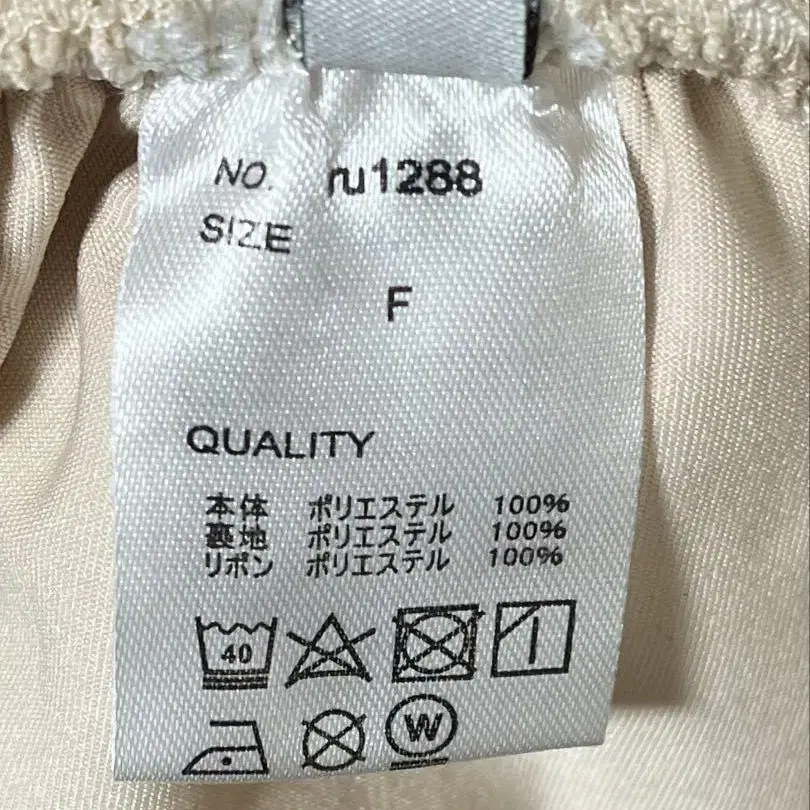 NO. ru1288
SIZE
F
QUALITY
本体 ポリエステル 100%
裏地 ポリエステル 100%
リボン ポリエステル 100%
40
W